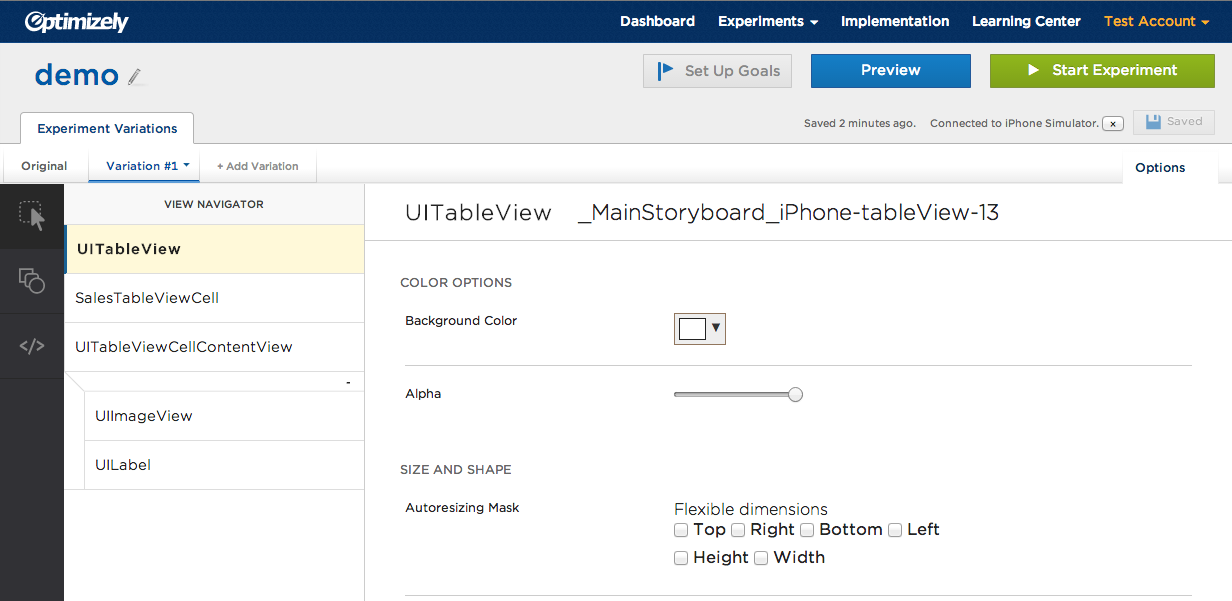 Optimizely
Dashboard Experiments Implementation Learning Center Test Account
demo
Set Up Goals Preview Start Experiment
Experiment Variations
Saved 2 minutes ago. Connected to iPhone Simulator. x Saved
Original Variation #1 + Add Variation Options
VIEW NAVIGATOR
UITableView
SalesTableViewCell
UITableViewCellContentView
-
UIImageView
UILabel
</>
UITableView _MainStoryboard_iPhone-tableView-13
COLOR OPTIONS
Background Color
Alpha
SIZE AND SHAPE
Autoresizing Mask
Flexible dimensions
Top Right Bottom Left
Height Width